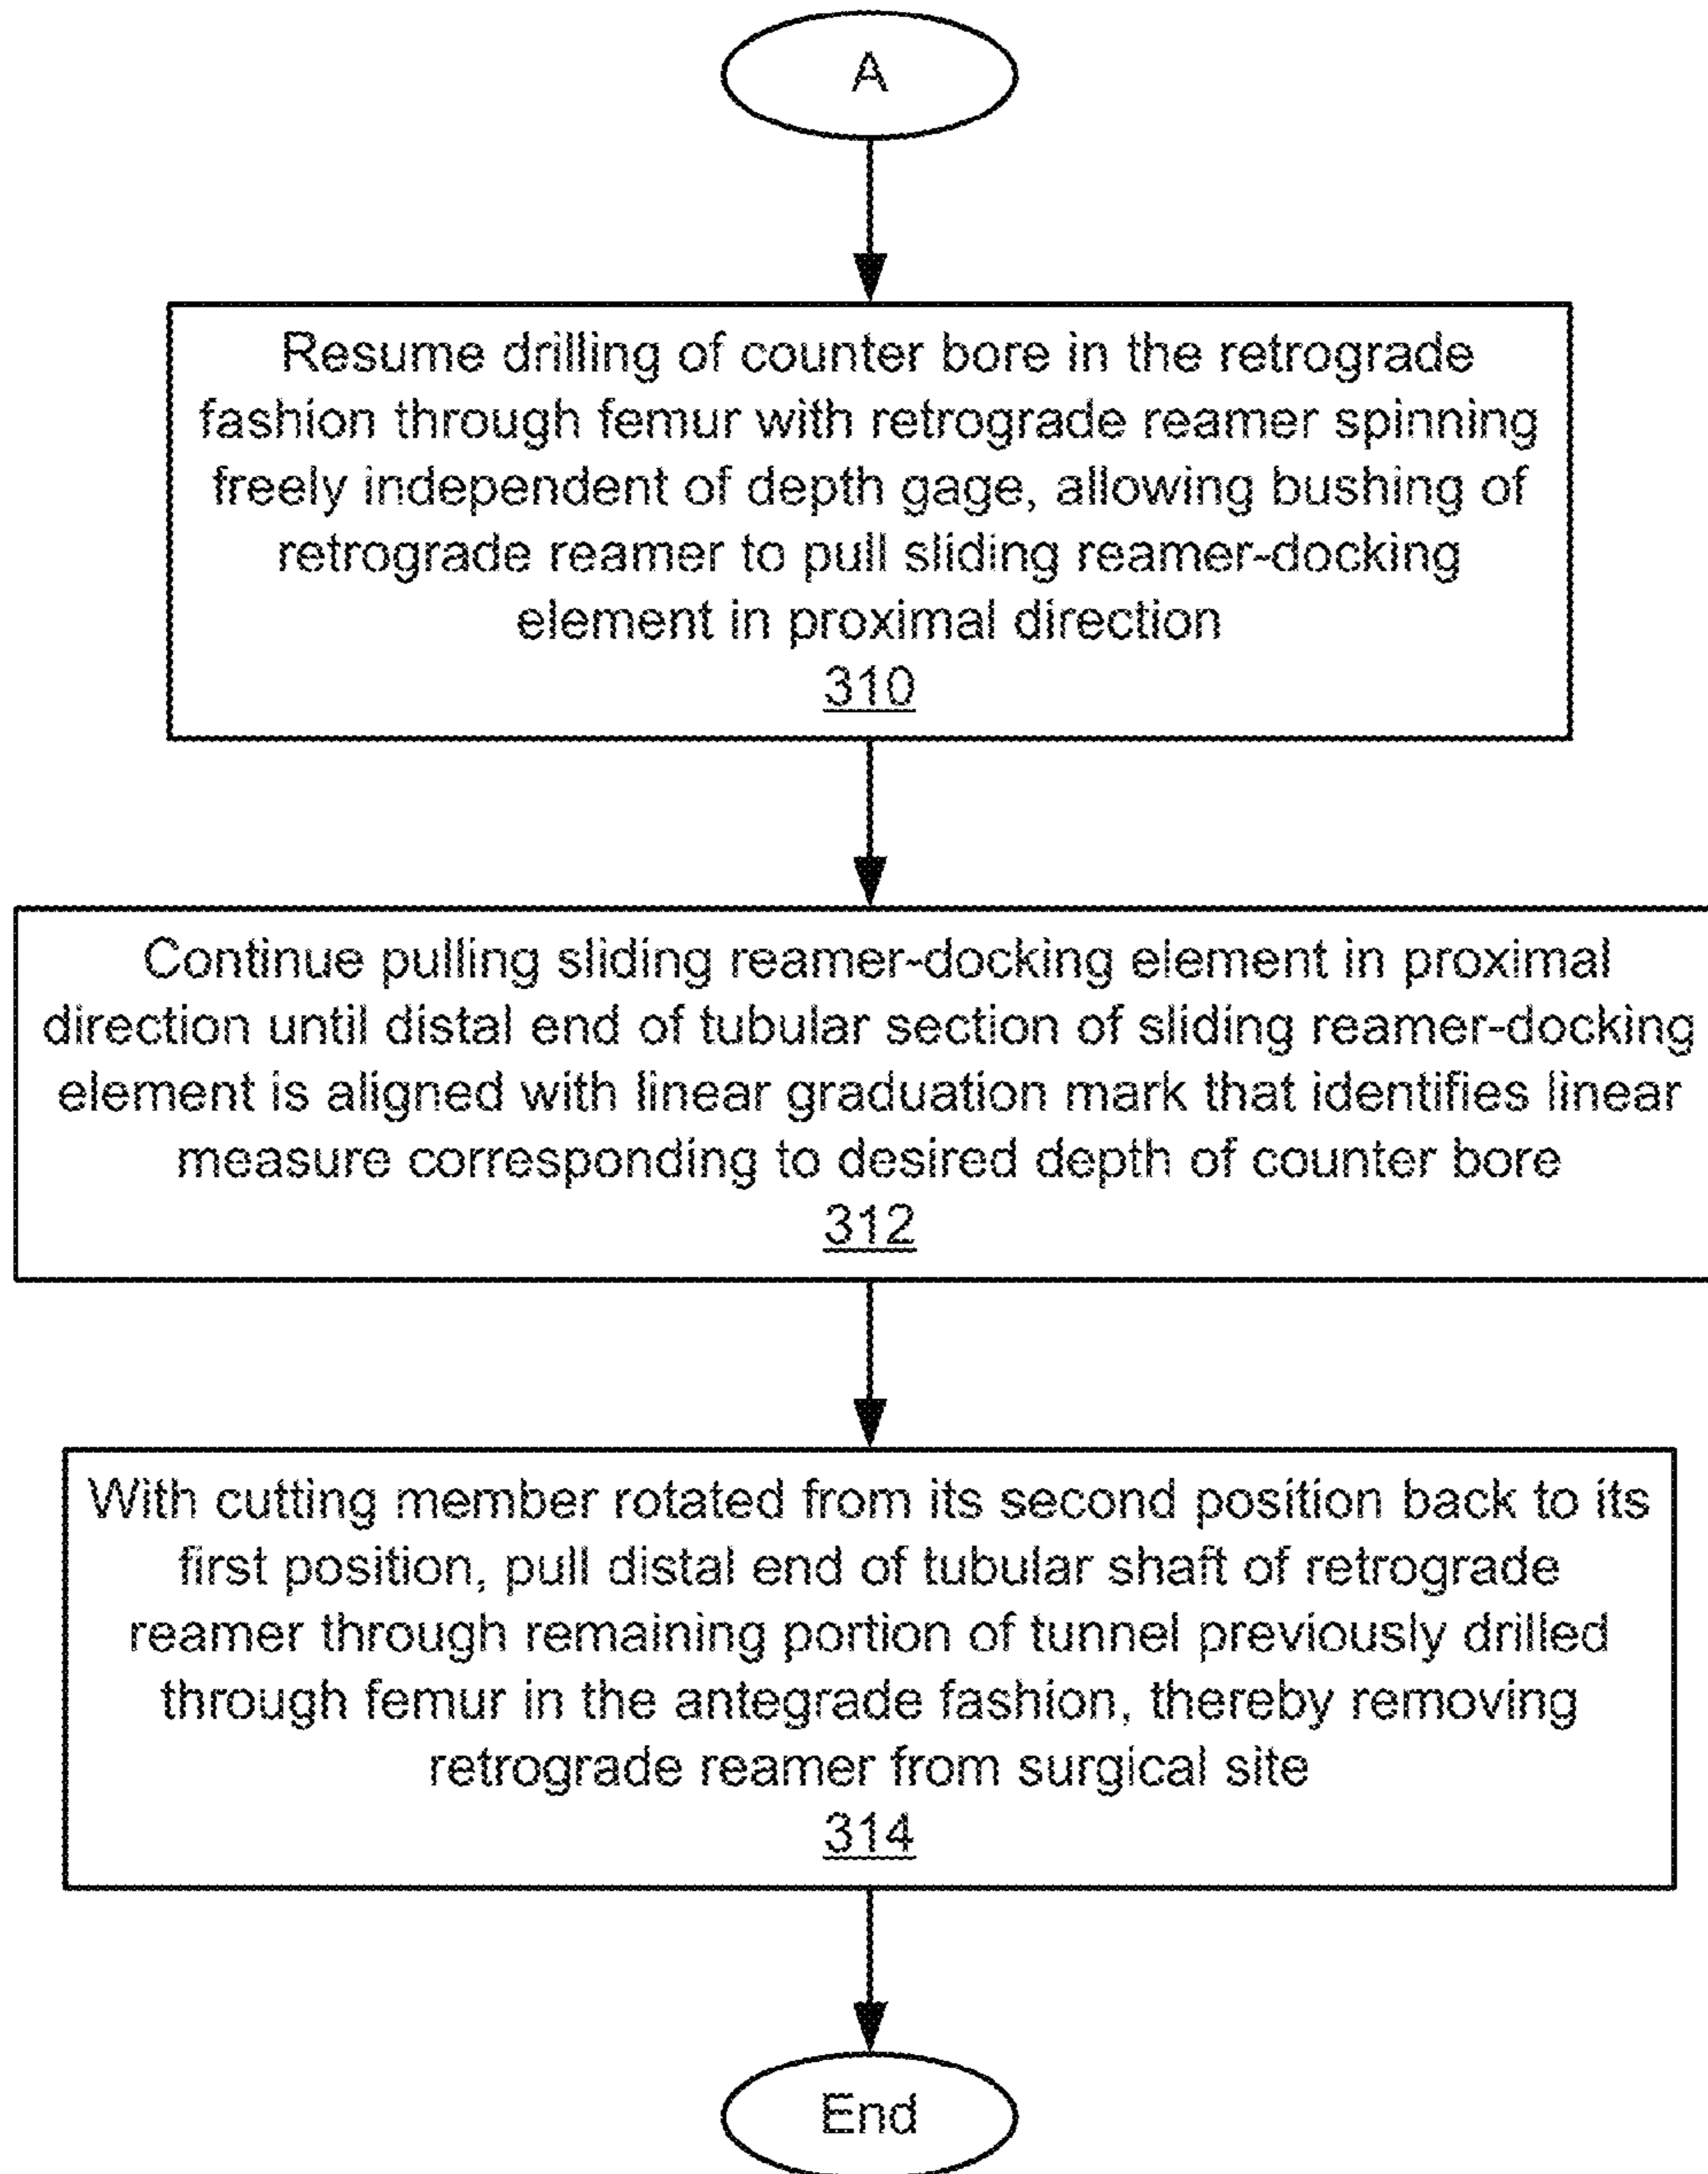 A
Resume drilling of counter bore in the retrograde
fashion through femur with retrograde reamer spinning
freely independent of depth gage, allowing bushing of
retrograde reamer to pull sliding reamer-docking
element in proximal direction
310
Continue pulling sliding reamer-docking element in proximal
direction until distal end of tubular section of sliding reamer-docking
element is aligned with linear graduation mark that identifies linear
measure corresponding to desired depth of counter bore
312
With cutting member rotated from its second position back to its
first position, pull distal end of tubular shaft of retrograde
reamer through remaining portion of tunnel previously drilled
through femur in the antegrade fashion, thereby removing
retrograde reamer from surgical site
314
End